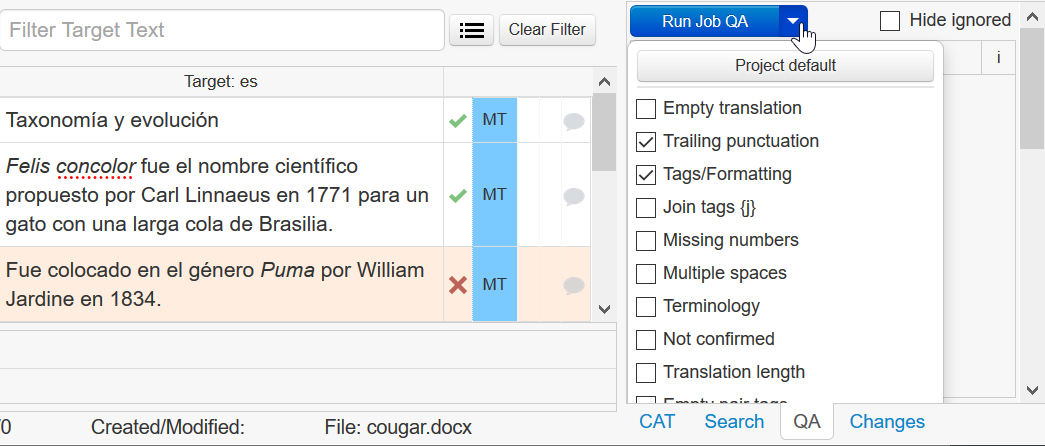 Filter Target Text
Clear Filter
Target: es
Taxonomía y evolución
MT
Felis concolor fue el nombre científico
propuesto por Carl Linnaeus en 1771 para un
gato con una larga cola de Brasilia.
MT
Fue colocado en el género Puma por William
Jardine en 1834.
MT
/0
Created/Modified:
File: cougar.docx
Run Job QA
Hide ignored
i
Project default
Empty translation
Trailing punctuation
Tags/Formatting
Join tags {j}
Missing numbers
Multiple spaces
Terminology
Not confirmed
Translation length
Empty pair tags
CAT
Search
QA
Changes